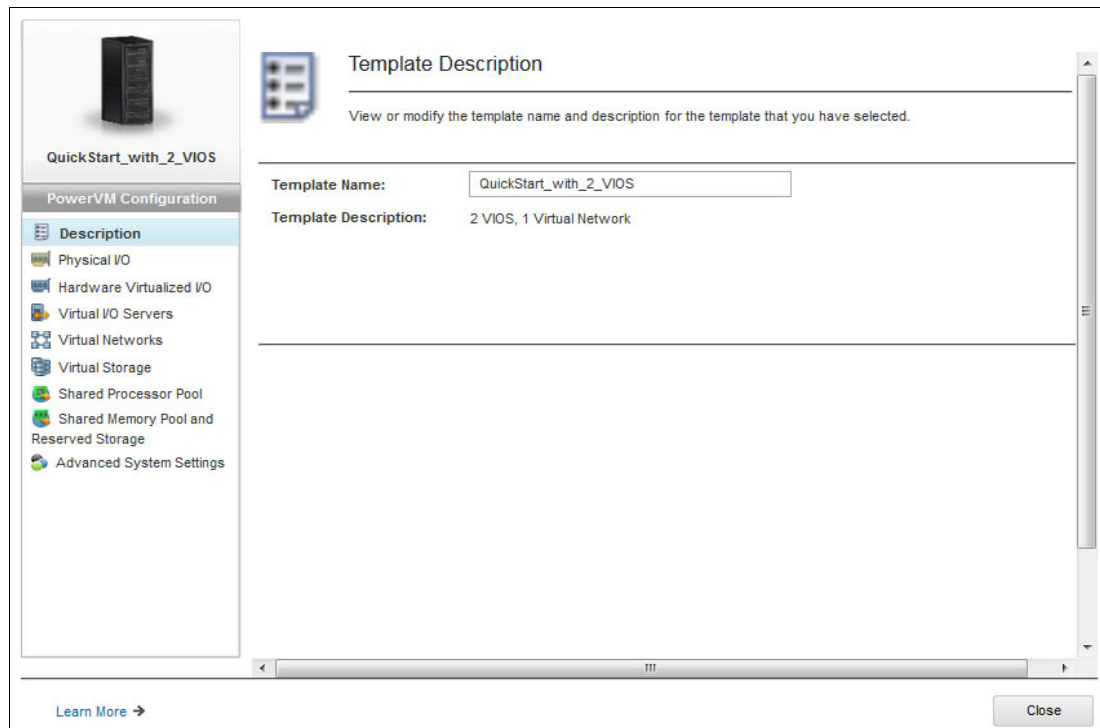 QuickStart_with_2_VIOS
PowerVM Configuration
Description
Physical I/O
Hardware Virtualized I/O
Virtual I/O Servers
Virtual Networks
Virtual Storage
Shared Processor Pool
Shared Memory Pool and
Reserved Storage
Advanced System Settings
Template Description
View or modify the template name and description for the template that you have selected.
Template Name: QuickStart_with_2_VIOS
Template Description: 2 VIOS, 1 Virtual Network
Learn More
Close